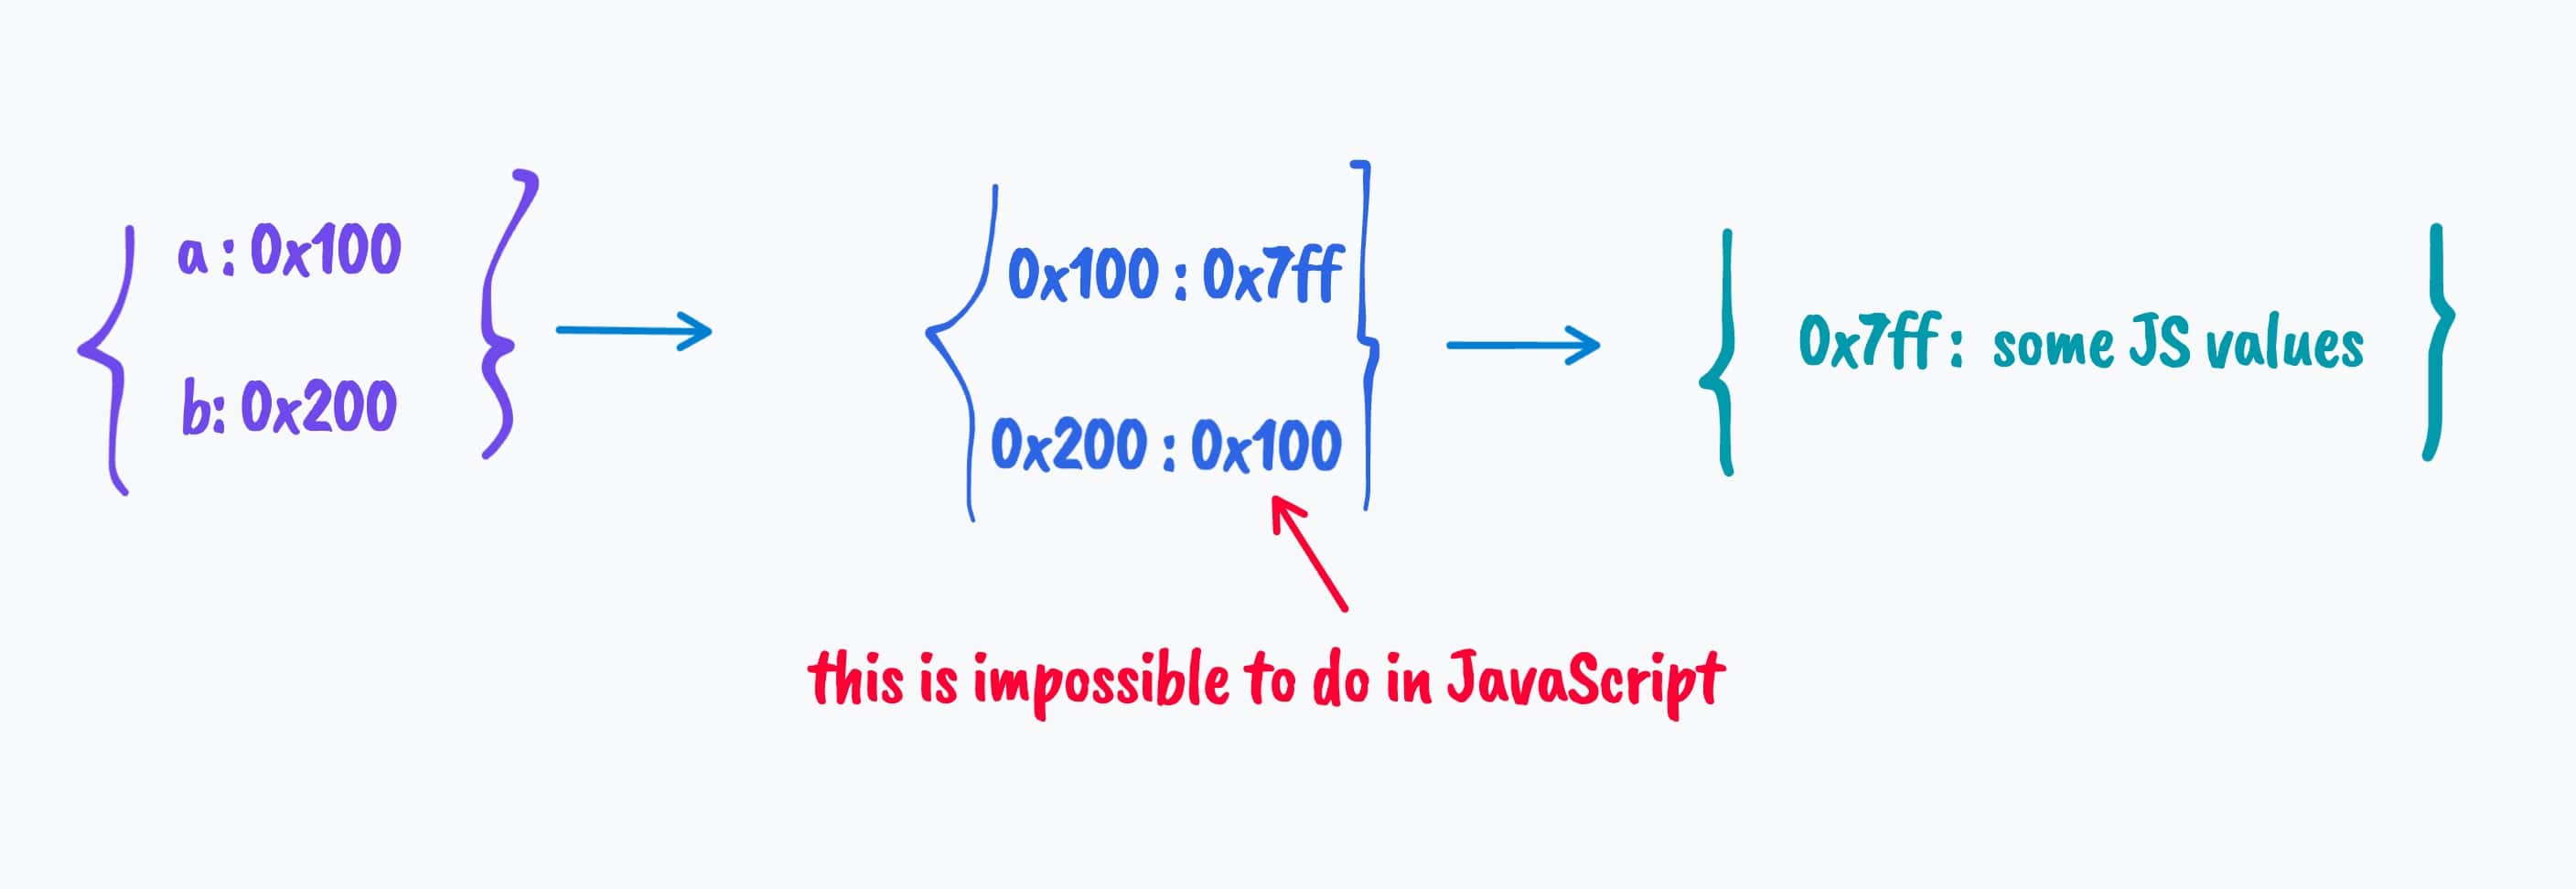 a : 0x100
b: 0x200
0x100 : 0x7ff
0x200 : 0x100
0x7ff : some JS values
this is impossible to do in JavaScript